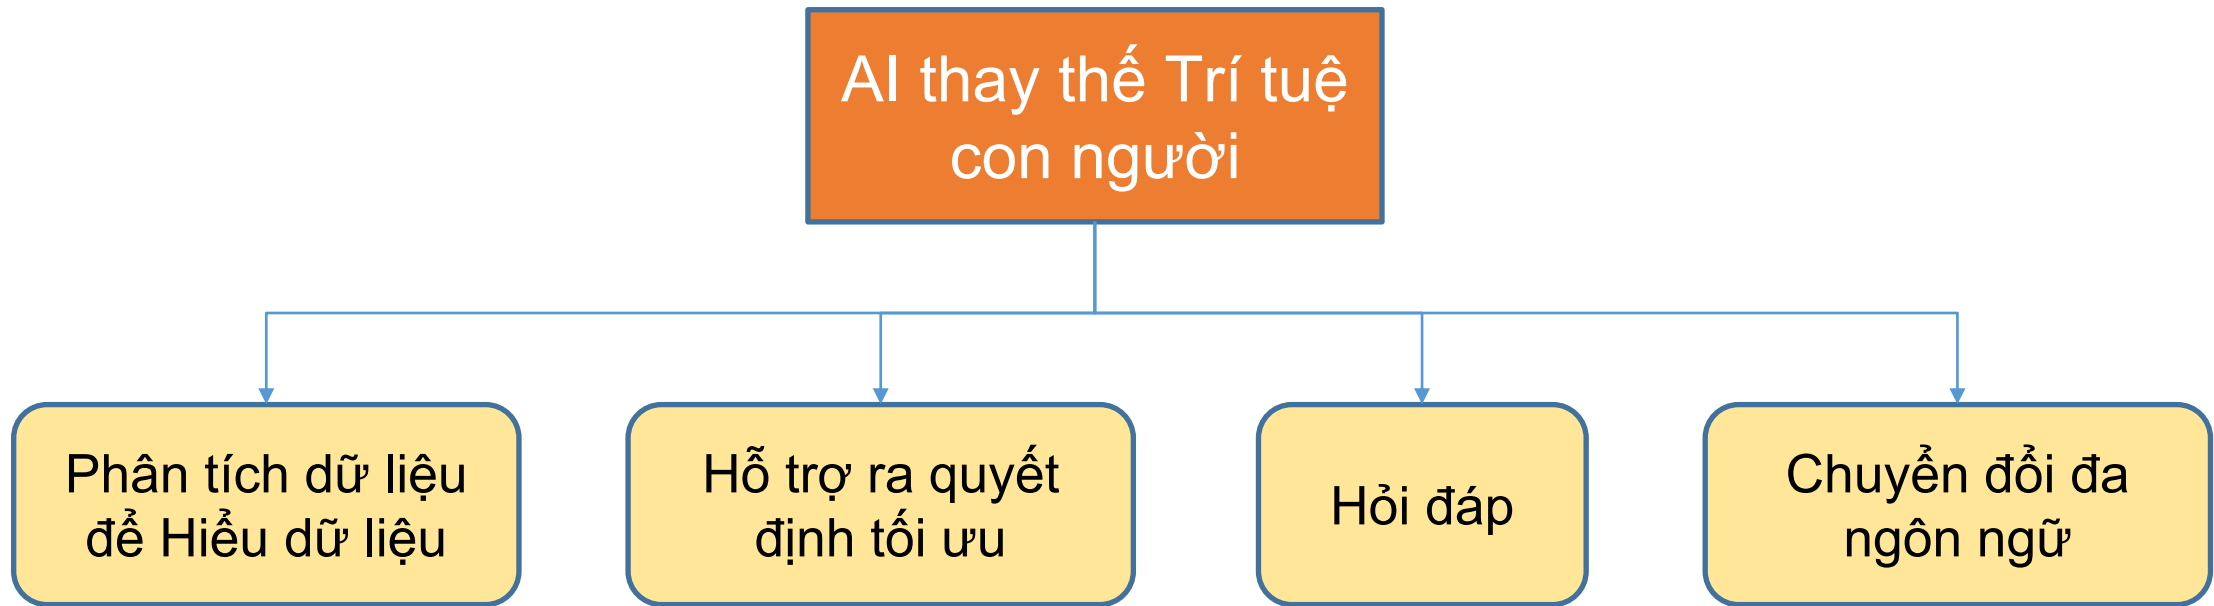 AI thay thế Trí tuệ
con người
Phân tích dữ liệu
để Hiểu dữ liệu
Hỗ trợ ra quyết
định tối ưu
Hỏi đáp
Chuyển đổi đa
ngôn ngữ